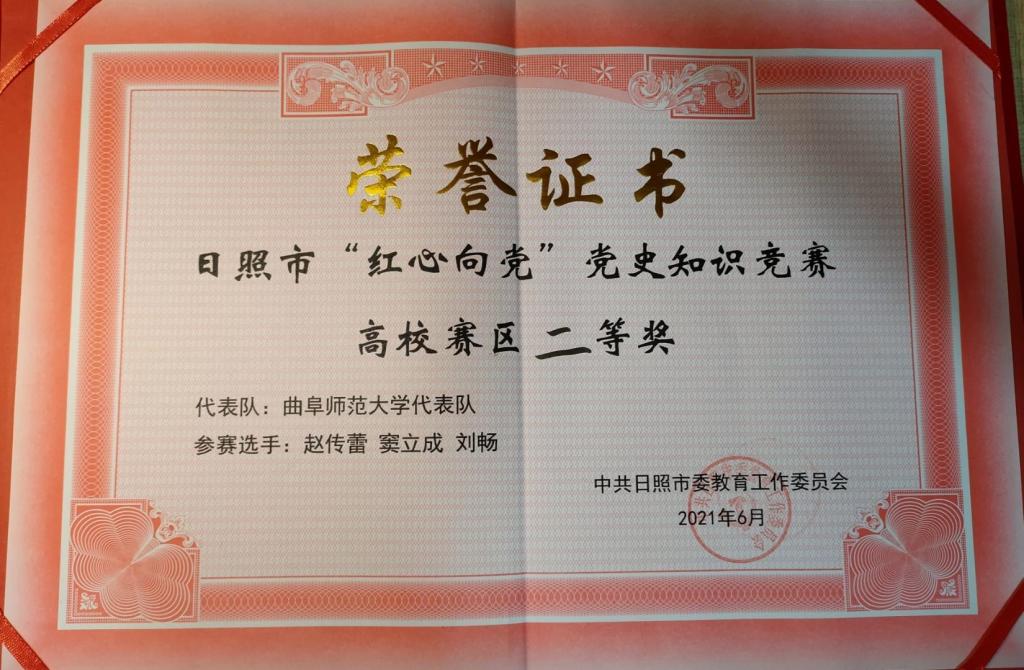 荣誉证书
日照市“红心向党”党史知识竞赛
高校赛区 二等奖
代表队：曲阜师范大学代表队
参赛选手：赵传蕾 窦立成 刘畅
中共日照市委教育工作委员会
2021年6月